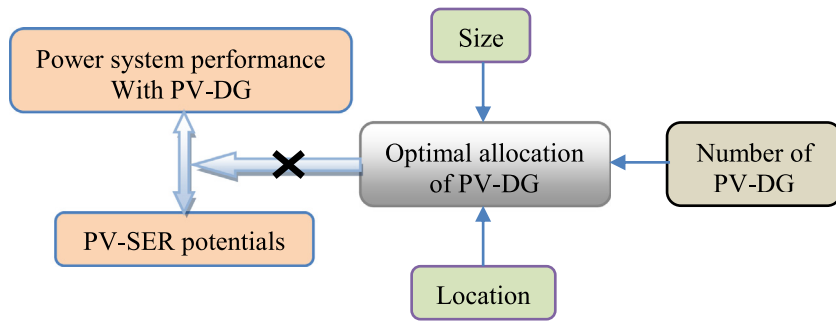 Size
Power system performance
With PV-DG
Optimal allocation
of PV-DG
Number of
PV-DG
PV-SER potentials
Location